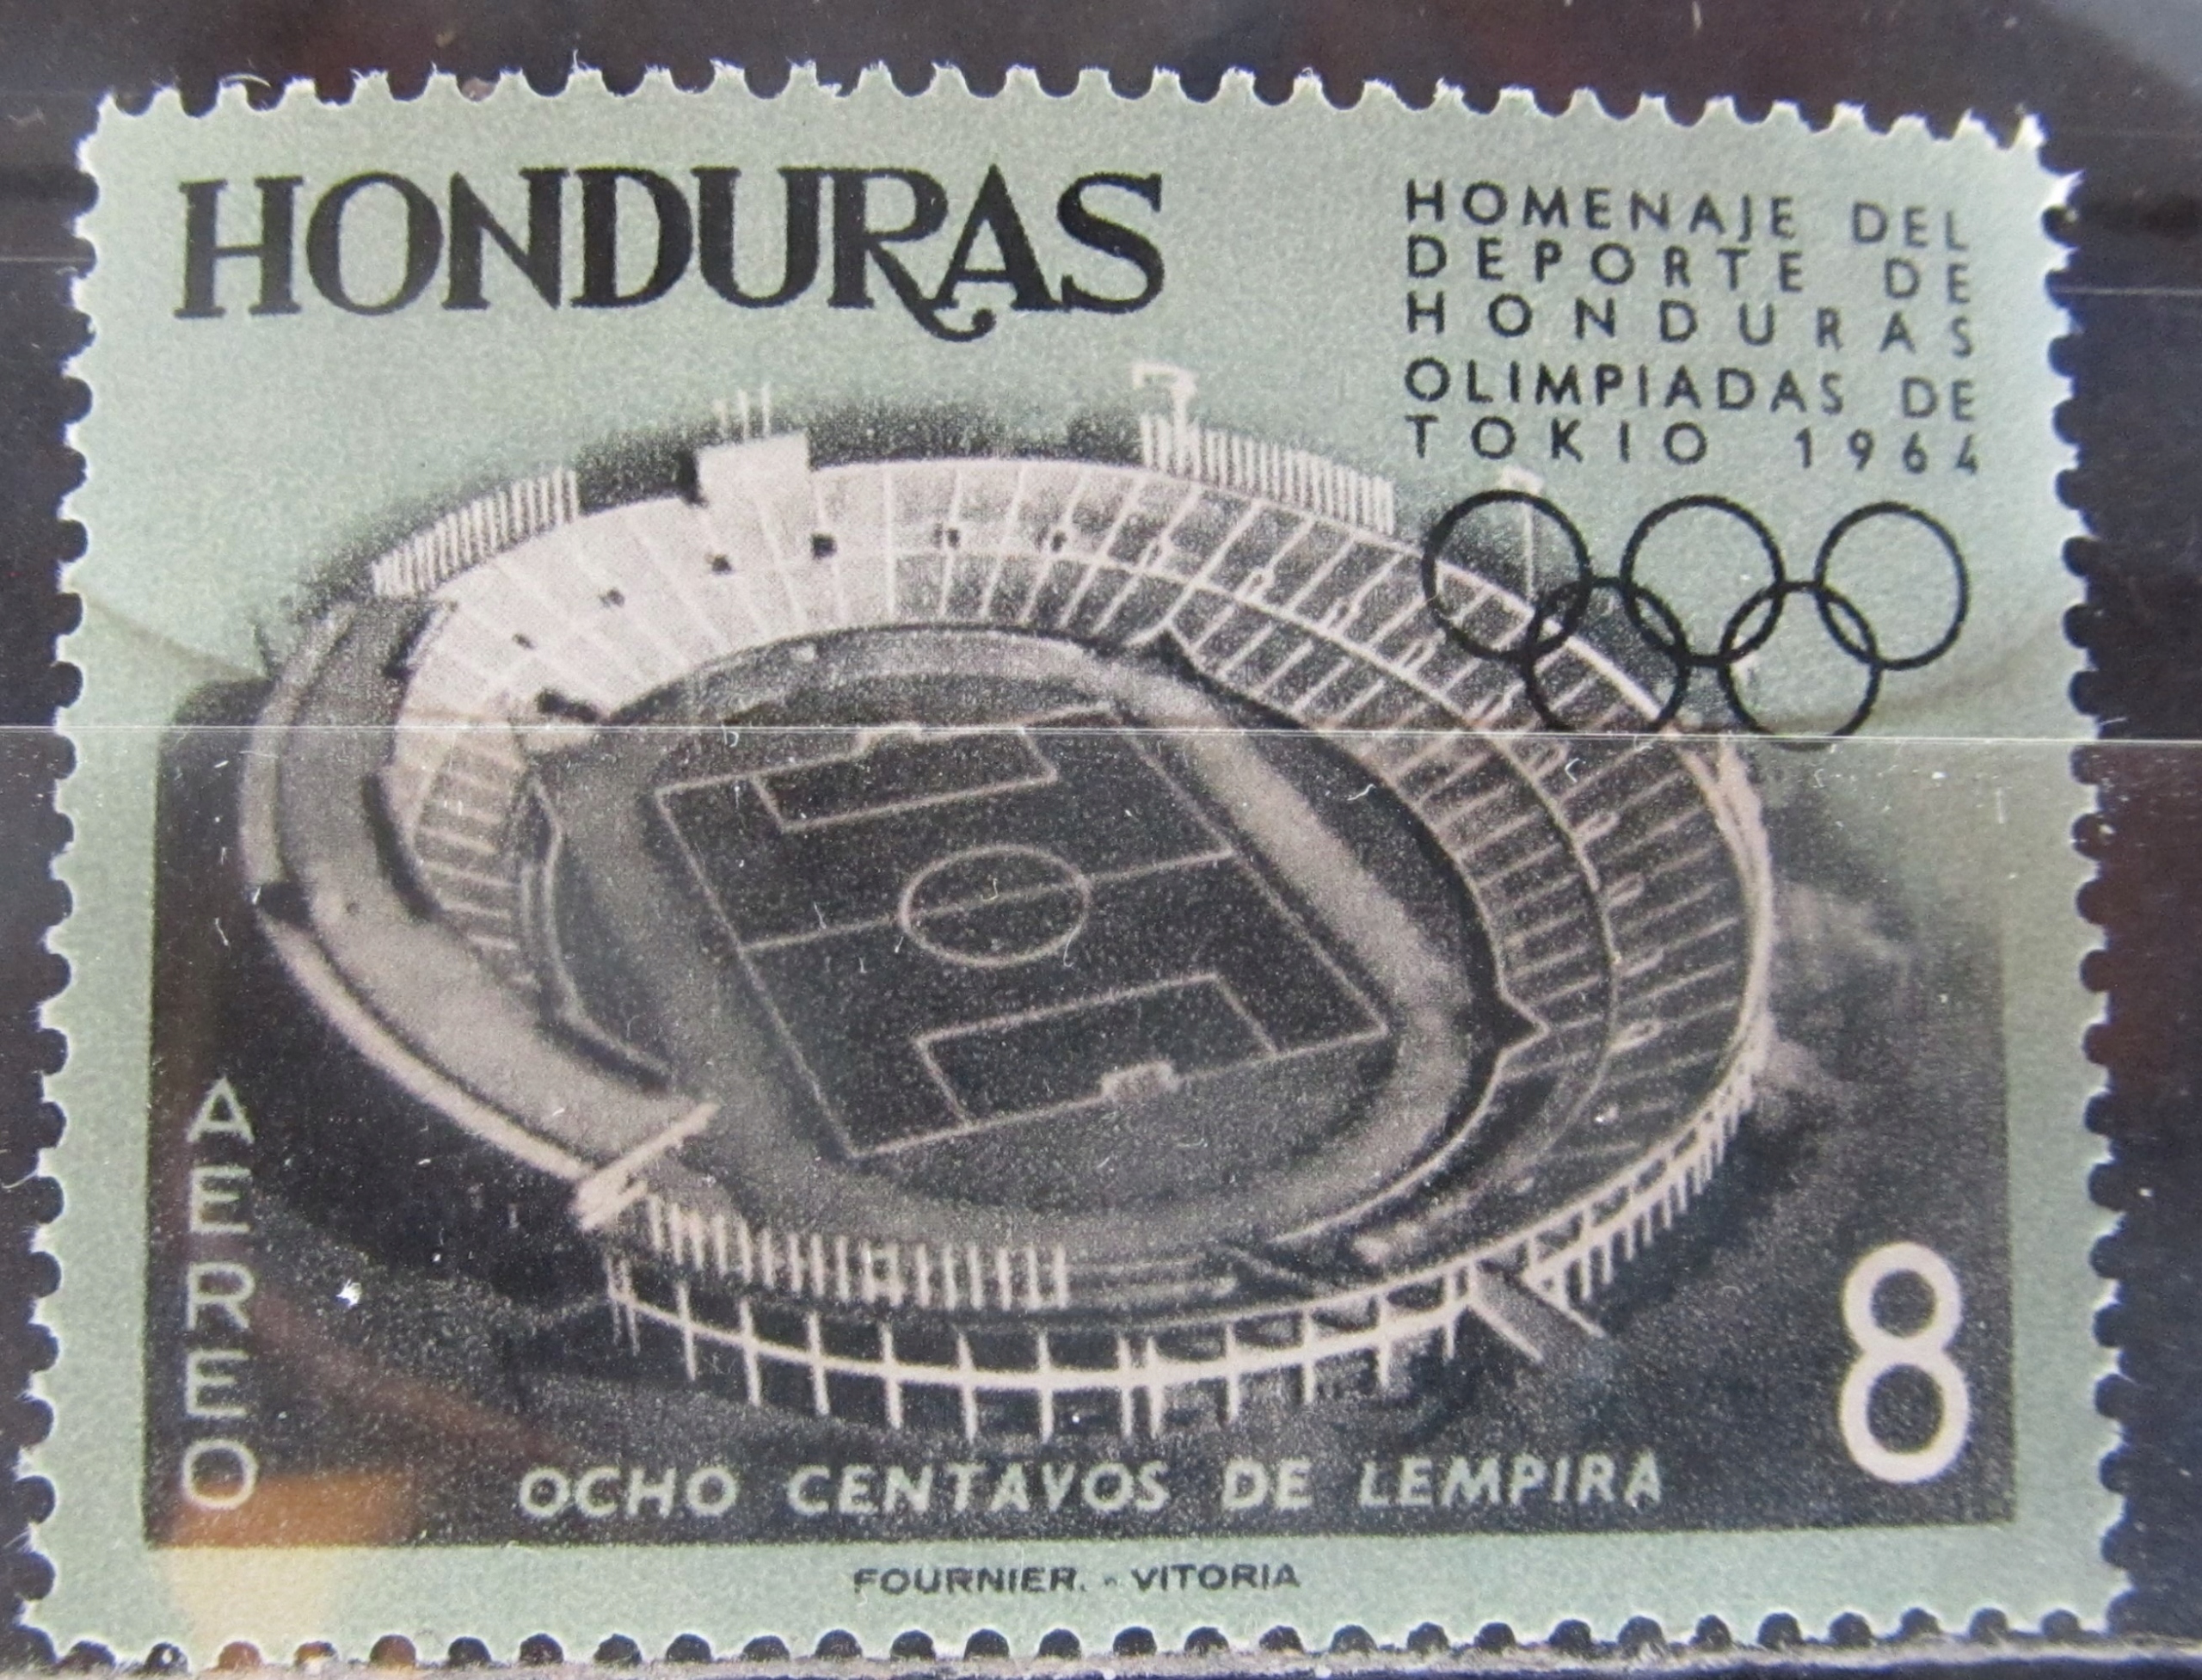 HONDURAS
HOMENAJE DEL
DEPORTE DE
HONDURAS
OLIMPIADAS DE
TOKIO 1964
AEREO
8
OCHO CENTAVOS DE LEMPIRA
FOURNIER. - VITORIA